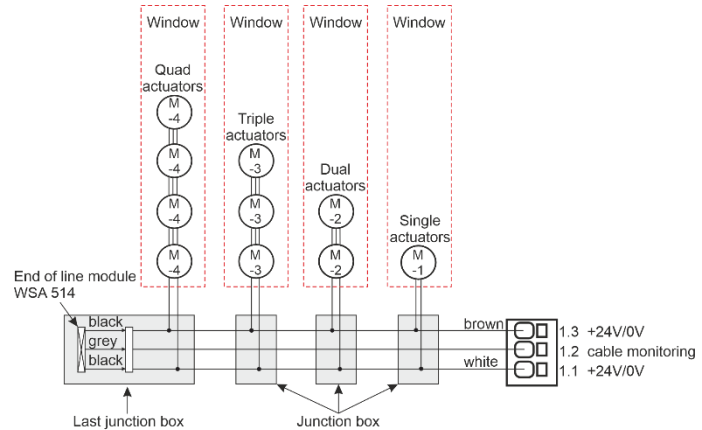 Window
Window
Window
Window
Quad
actuators
M
-4
M
-4
M
-4
M
-4
Triple
actuators
M
-3
M
-3
M
-3
Dual
actuators
M
-2
M
-2
Single
actuators
M
-1
End of line module
WSA 514
black
grey
black
brown
white
1.3 +24V/0V
1.2 cable monitoring
1.1 +24V/0V
Last junction box
Junction box